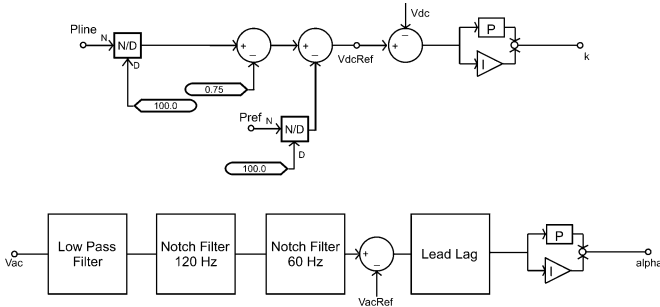 Pline
N
N/D
D
100.0
+
−
0.75
+
−
VdcRef
Vdc
−
+
P
I
k
Pref
N
N/D
D
100.0
Vac
Low Pass
Filter
Notch Filter
120 Hz
Notch Filter
60 Hz
+
−
VacRef
Lead Lag
P
I
alpha